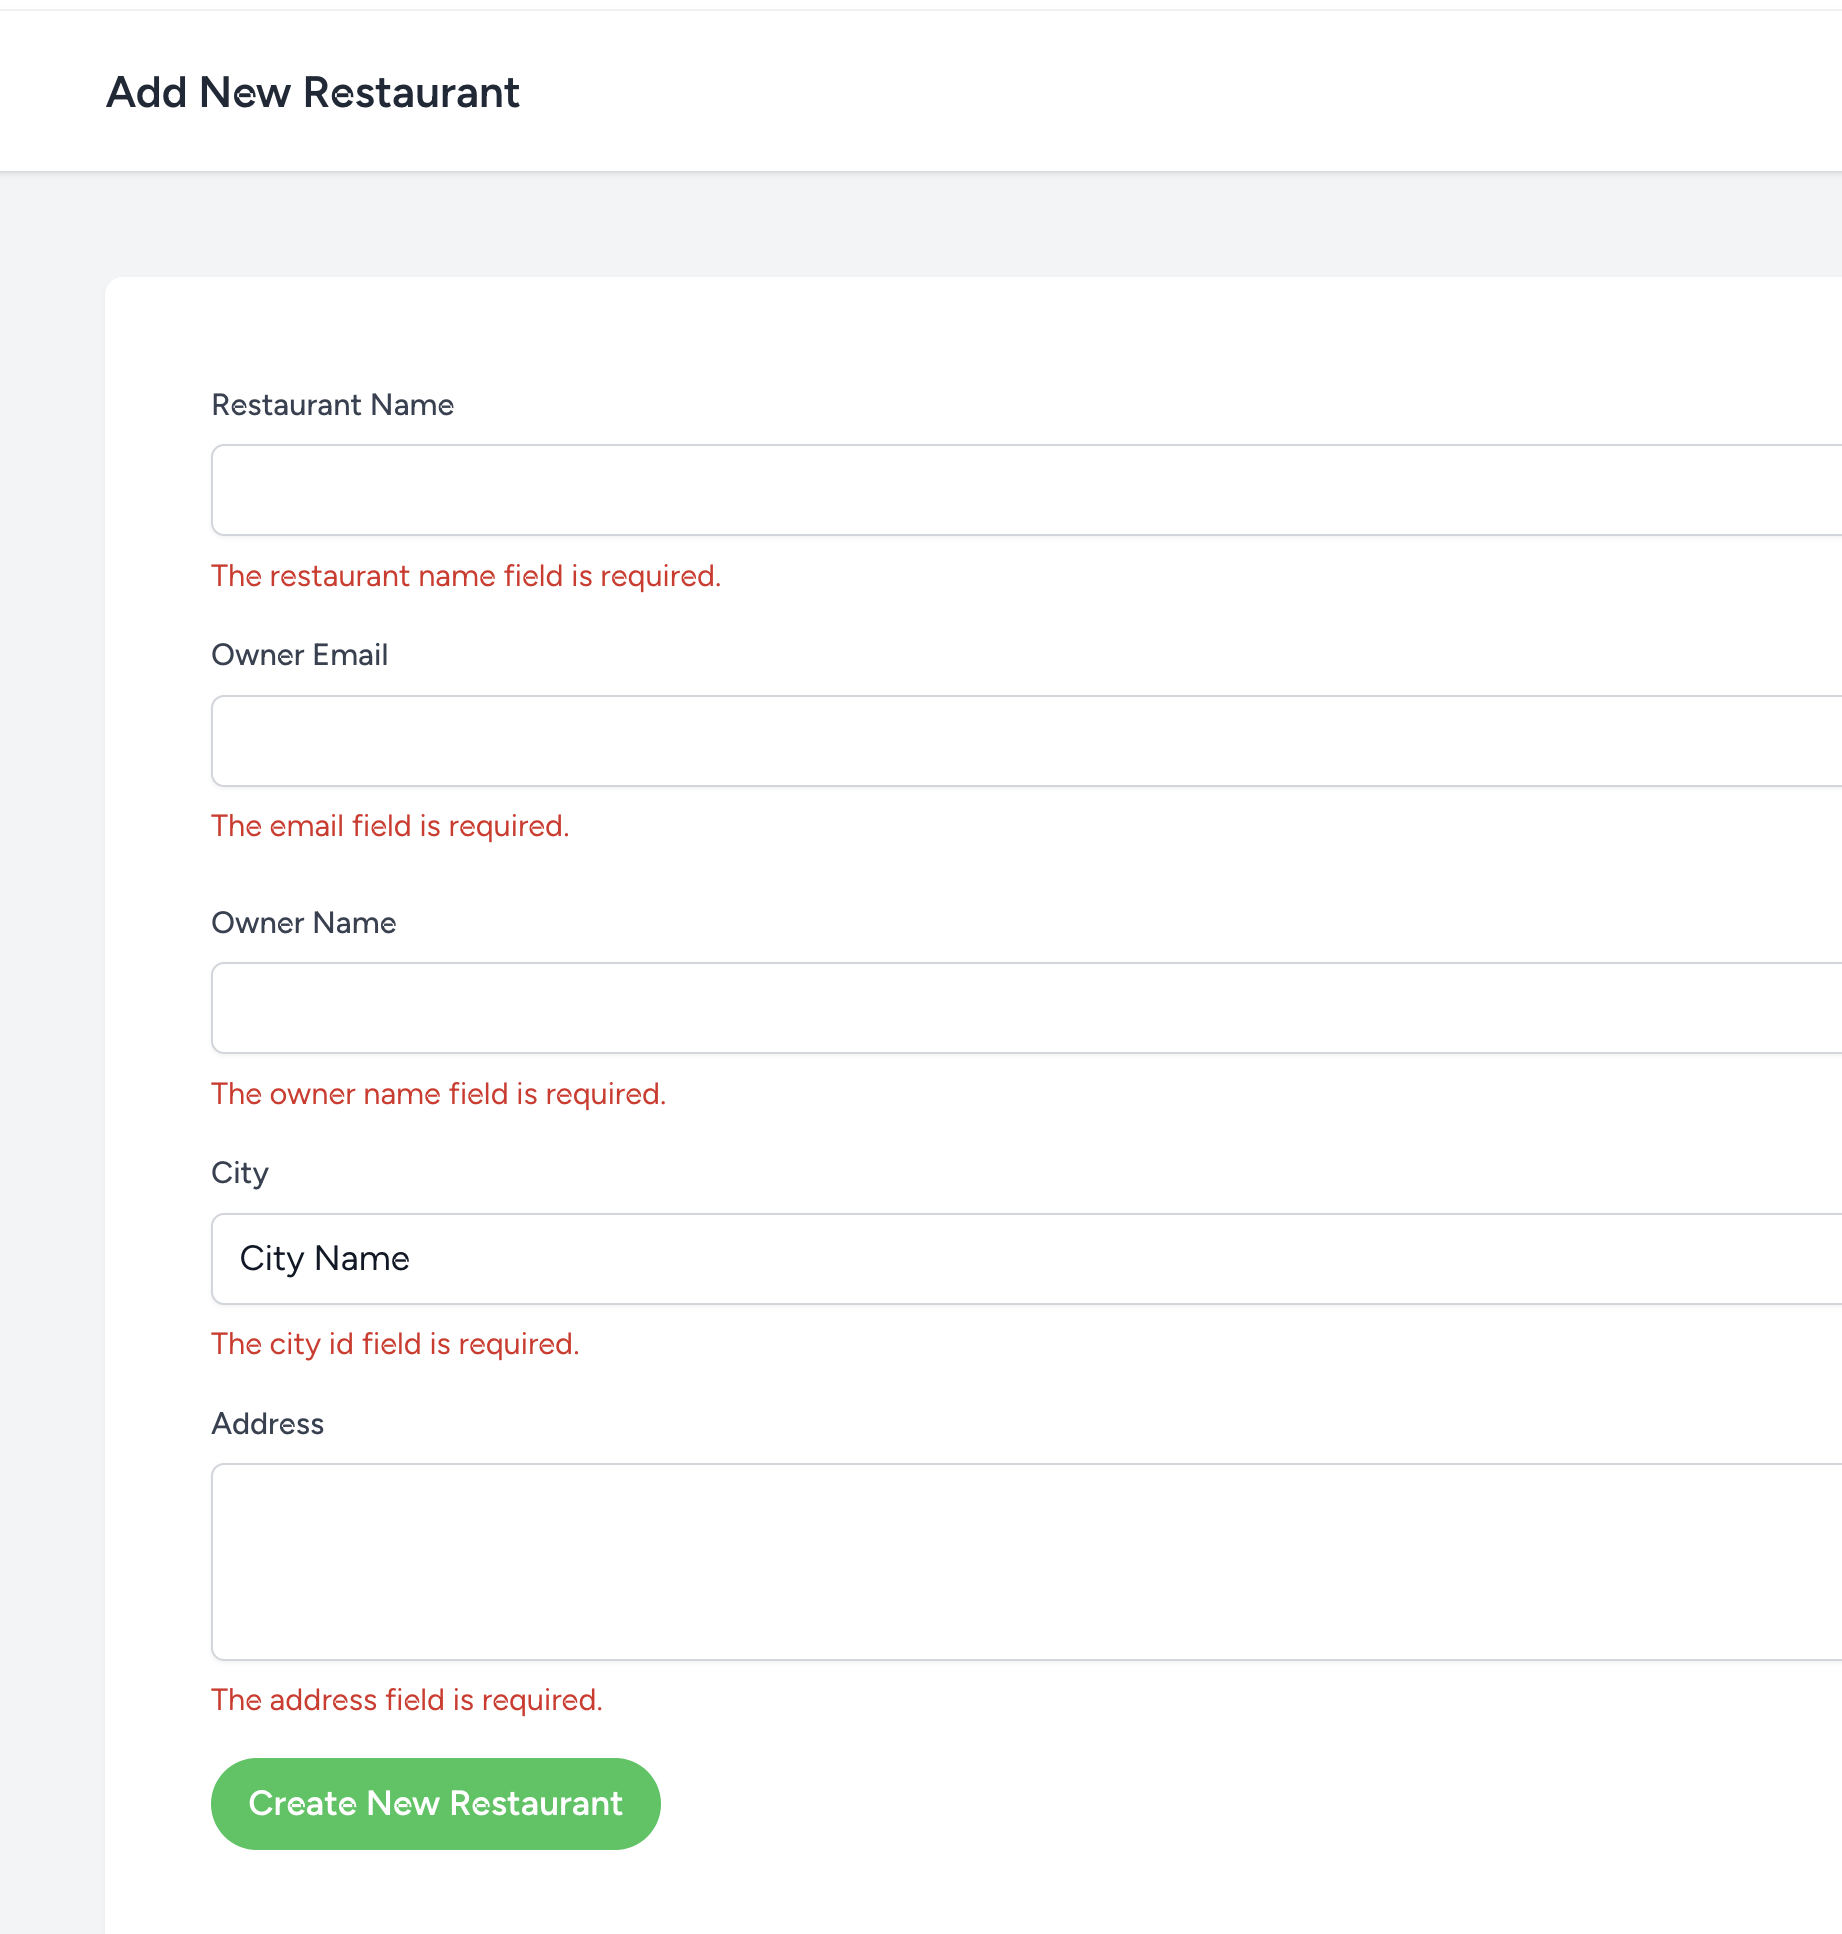 Add New Restaurant
Restaurant Name
The restaurant name field is required.
Owner Email
The email field is required.
Owner Name
The owner name field is required.
City
City Name
The city id field is required.
Address
The address field is required.
Create New Restaurant